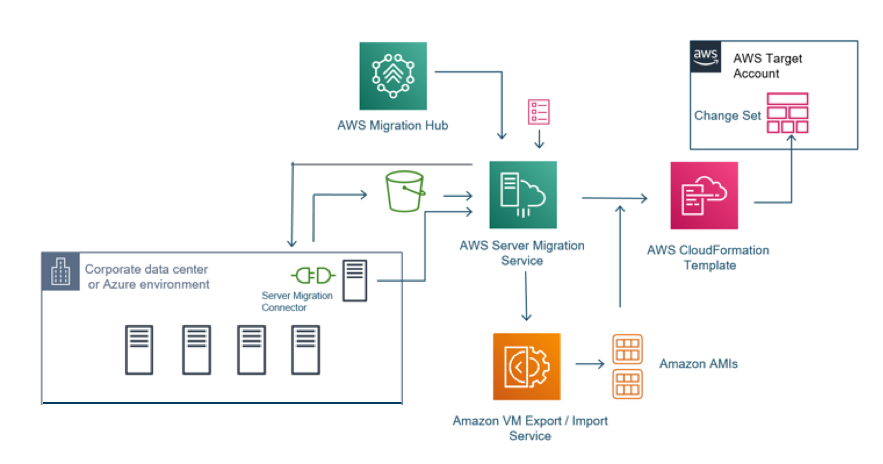 aws
AWS Target
Account
Change Set
AWS Migration Hub
AWS Server Migration
Service
AWS CloudFormation
Template
Corporate data center
or Azure environment
Server Migration
Connector
Amazon AMIs
Amazon VM Export / Import
Service